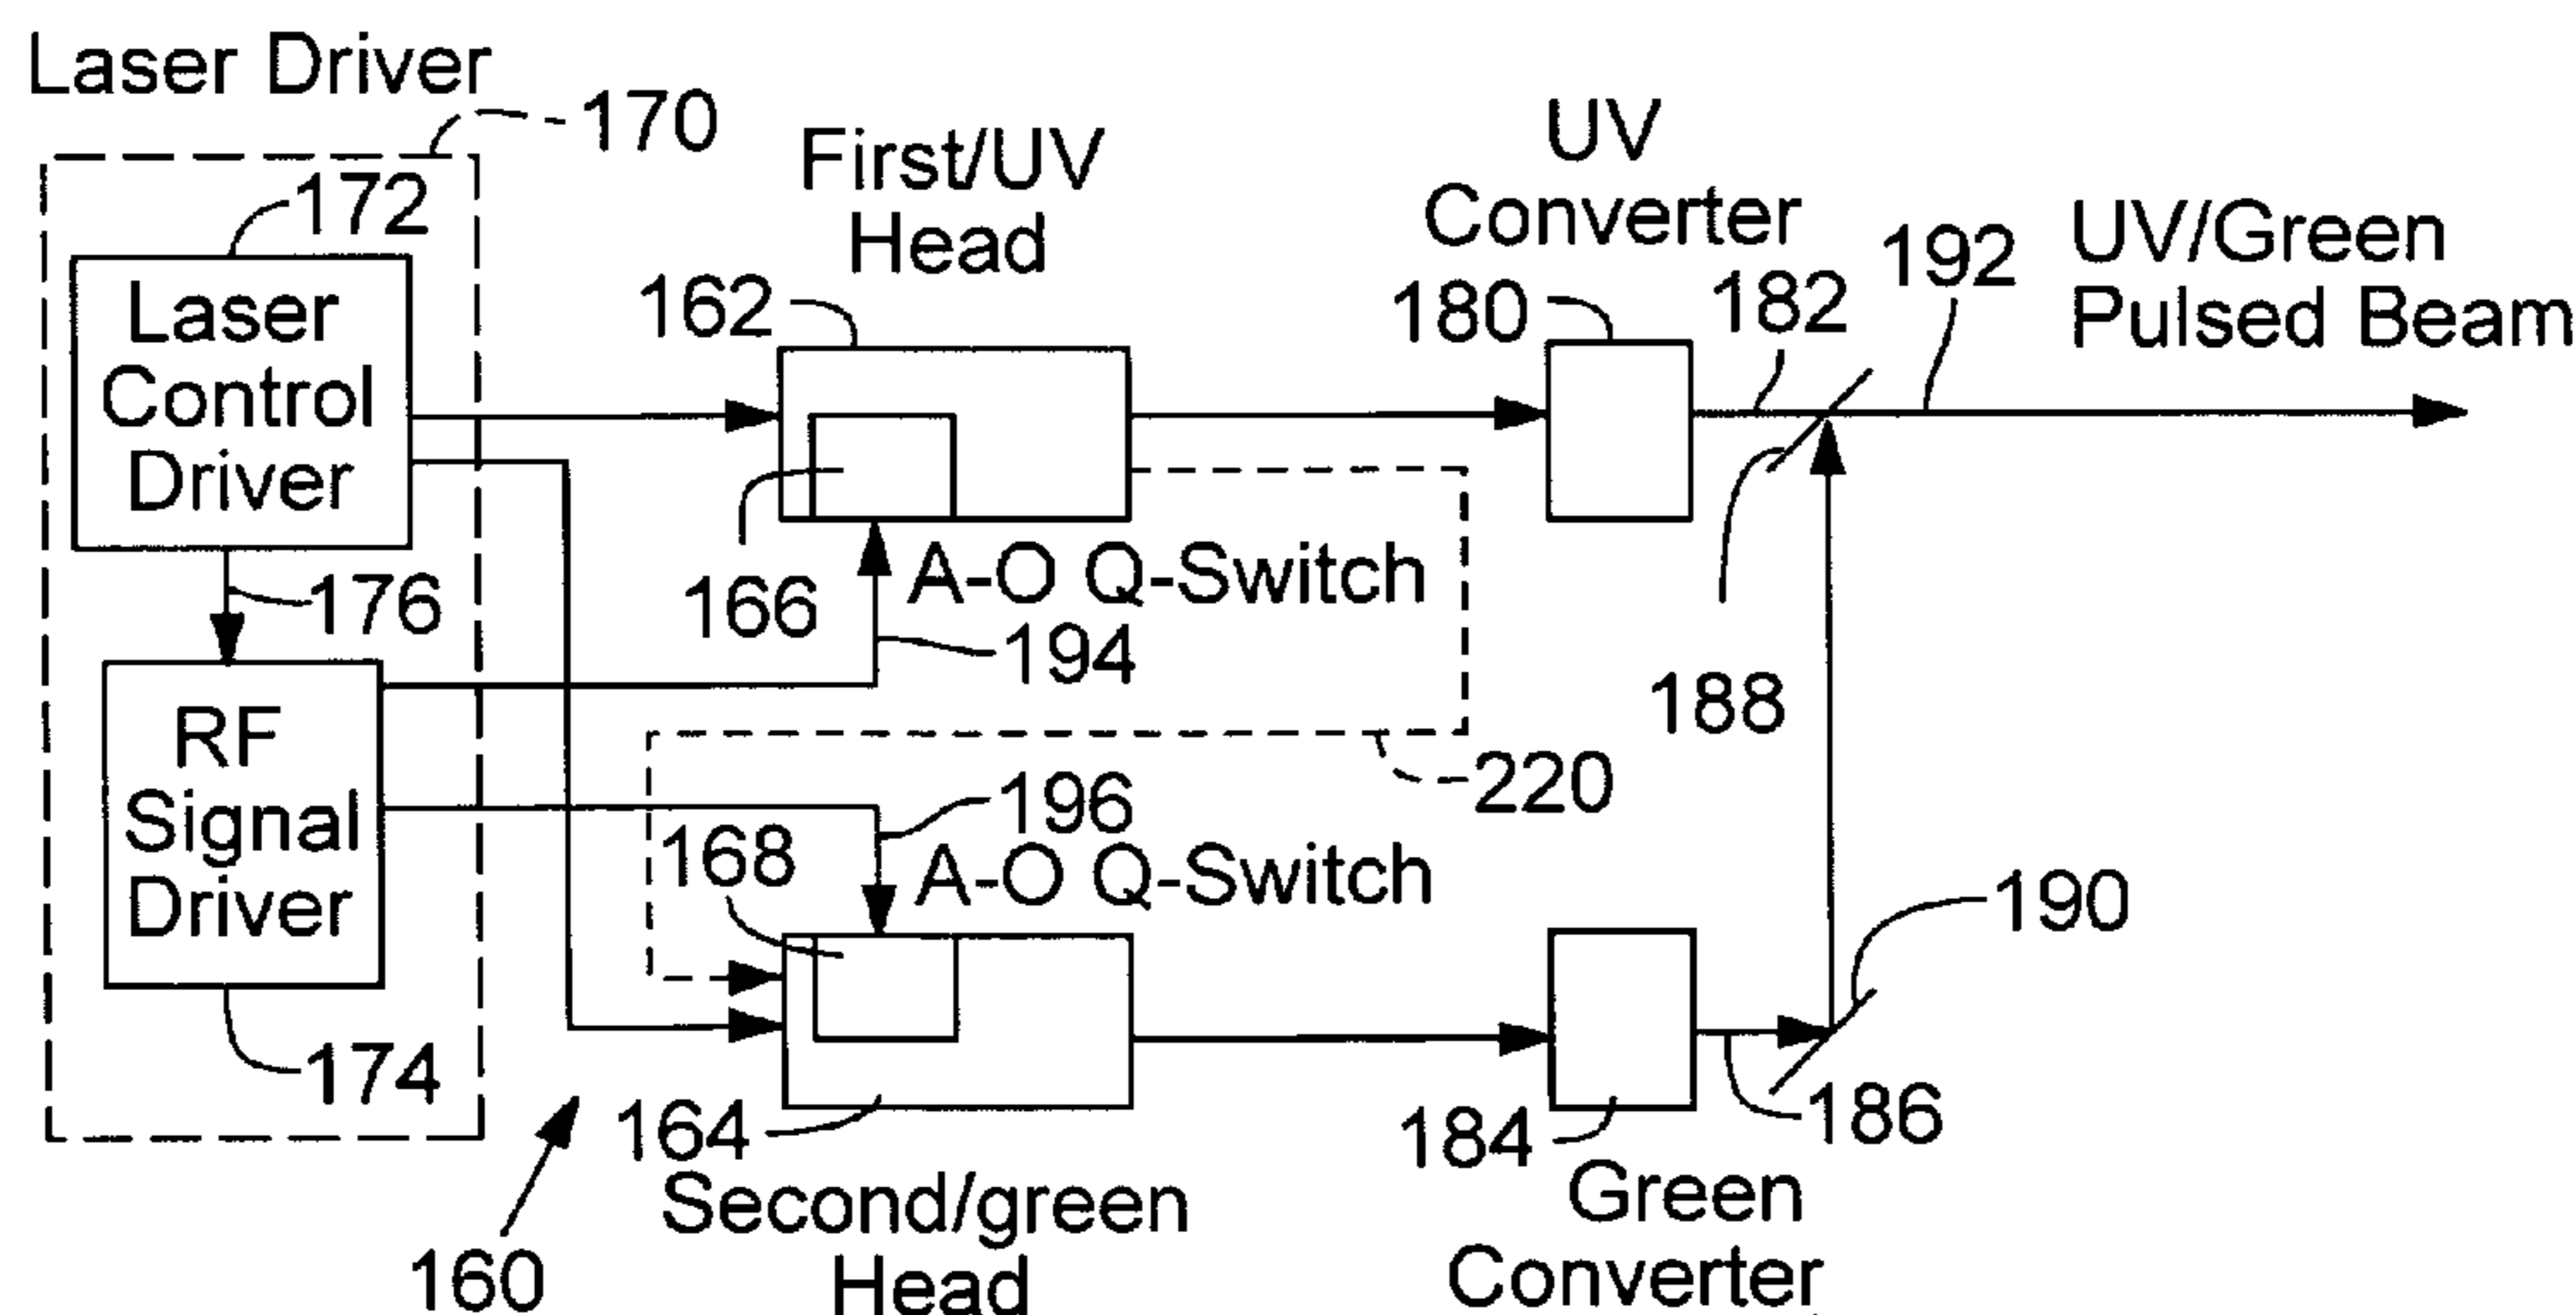 Laser Driver
170
172
Laser
Control
Driver
176
RF
Signal
Driver
174
First/UV
Head
162
166
A-O Q-Switch
194
UV
Converter
180
182
192
UV/Green
Pulsed Beam
188
220
196
168
A-O Q-Switch
164
Second/green
Head
160
184
186
190
Green
Converter